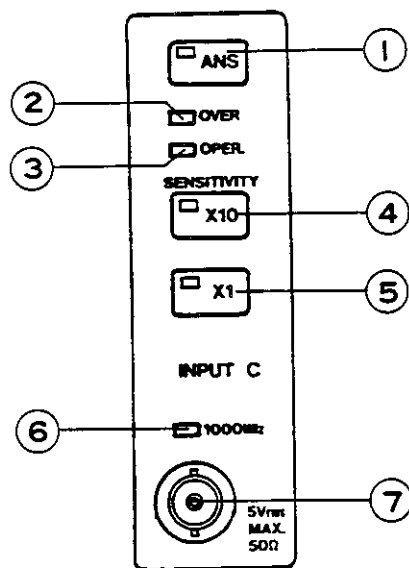 ANS
1
2
OVER
3
OPER.
SENSITIVITY
X10
4
X1
5
INPUT C
6
1000MHz
7
5Vrms
MAX.
50Ω